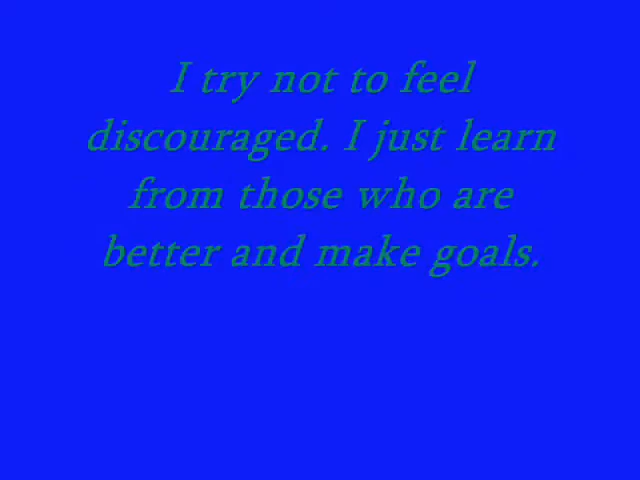 I try not to feel
discouraged. I just learn
from those who are
better and make goals.